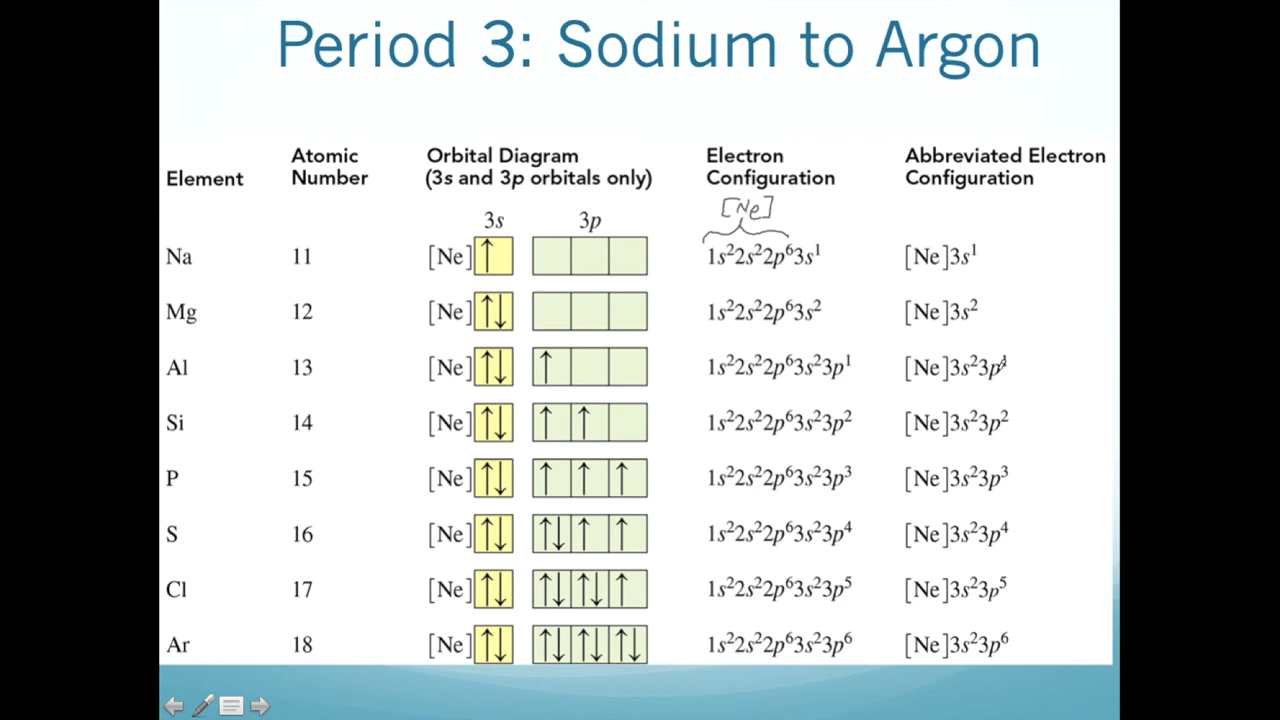 Period 3: Sodium to Argon
Element Atomic Number Orbital Diagram (3s and 3p orbitals only) Electron Configuration Abbreviated Electron Configuration
3s 3p [Ne]
Na 11 [Ne] ↑ 1s²2s²2p⁶3s¹ [Ne]3s¹
Mg 12 [Ne] ↑↓ 1s²2s²2p⁶3s² [Ne]3s²
Al 13 [Ne] ↑↓ ↑ 1s²2s²2p⁶3s²3p¹ [Ne]3s²3p¹
Si 14 [Ne] ↑↓ ↑ ↑ 1s²2s²2p⁶3s²3p² [Ne]3s²3p²
P 15 [Ne] ↑↓ ↑ ↑ ↑ 1s²2s²2p⁶3s²3p³ [Ne]3s²3p³
S 16 [Ne] ↑↓ ↑↓ ↑ ↑ 1s²2s²2p⁶3s²3p⁴ [Ne]3s²3p⁴
Cl 17 [Ne] ↑↓ ↑↓ ↑↓ ↑ 1s²2s²2p⁶3s²3p⁵ [Ne]3s²3p⁵
Ar 18 [Ne] ↑↓ ↑↓ ↑↓ ↑↓ 1s²2s²2p⁶3s²3p⁶ [Ne]3s²3p⁶